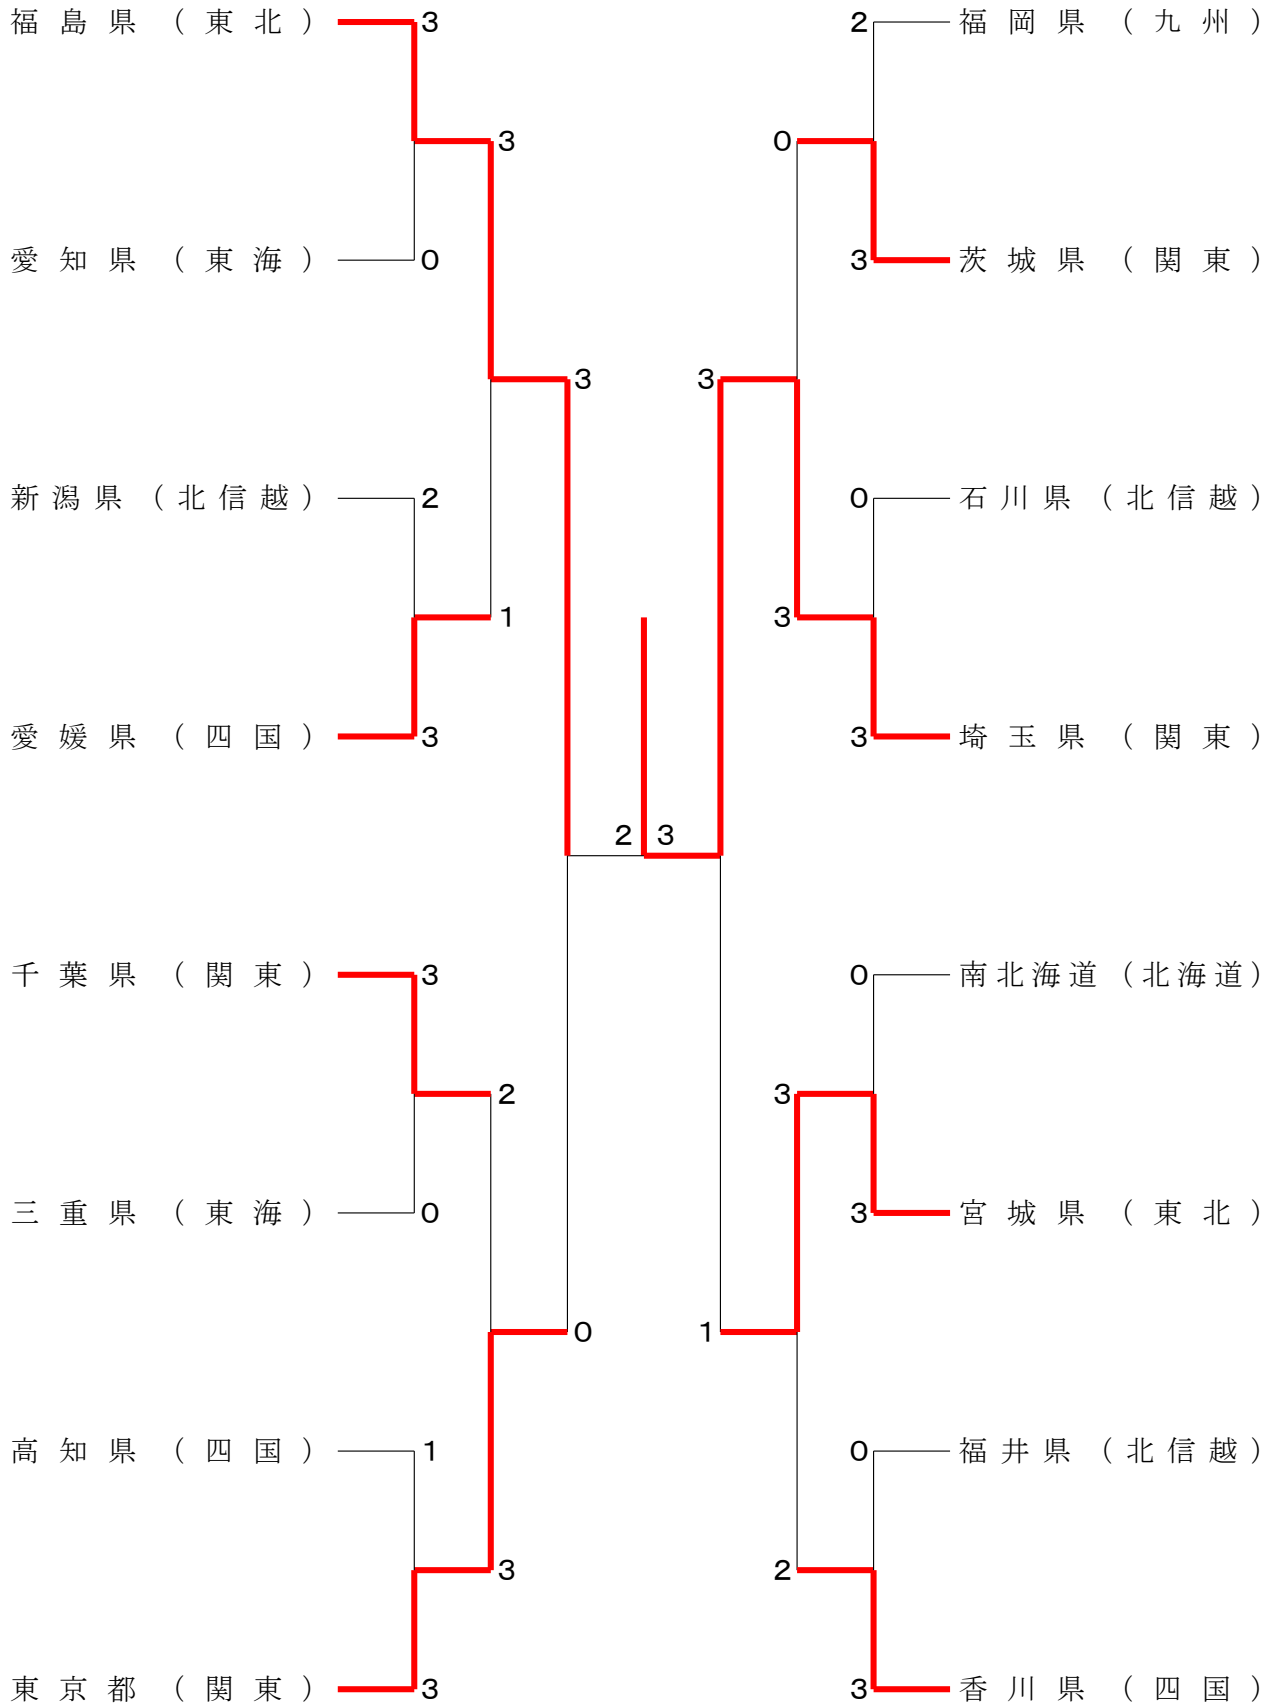 福島県（東北） 3 2 福岡県（九州）
3 0
愛知県（東海） 0 3 茨城県（関東）
3 3
新潟県（北信越） 2 0 石川県（北信越）
1 3
愛媛県（四国） 3 3 埼玉県（関東）
2 3
千葉県（関東） 3 0 南北海道（北海道）
2 3
三重県（東海） 0 3 宮城県（東北）
0 1
高知県（四国） 1 0 福井県（北信越）
3 2
東京都（関東） 3 3 香川県（四国）